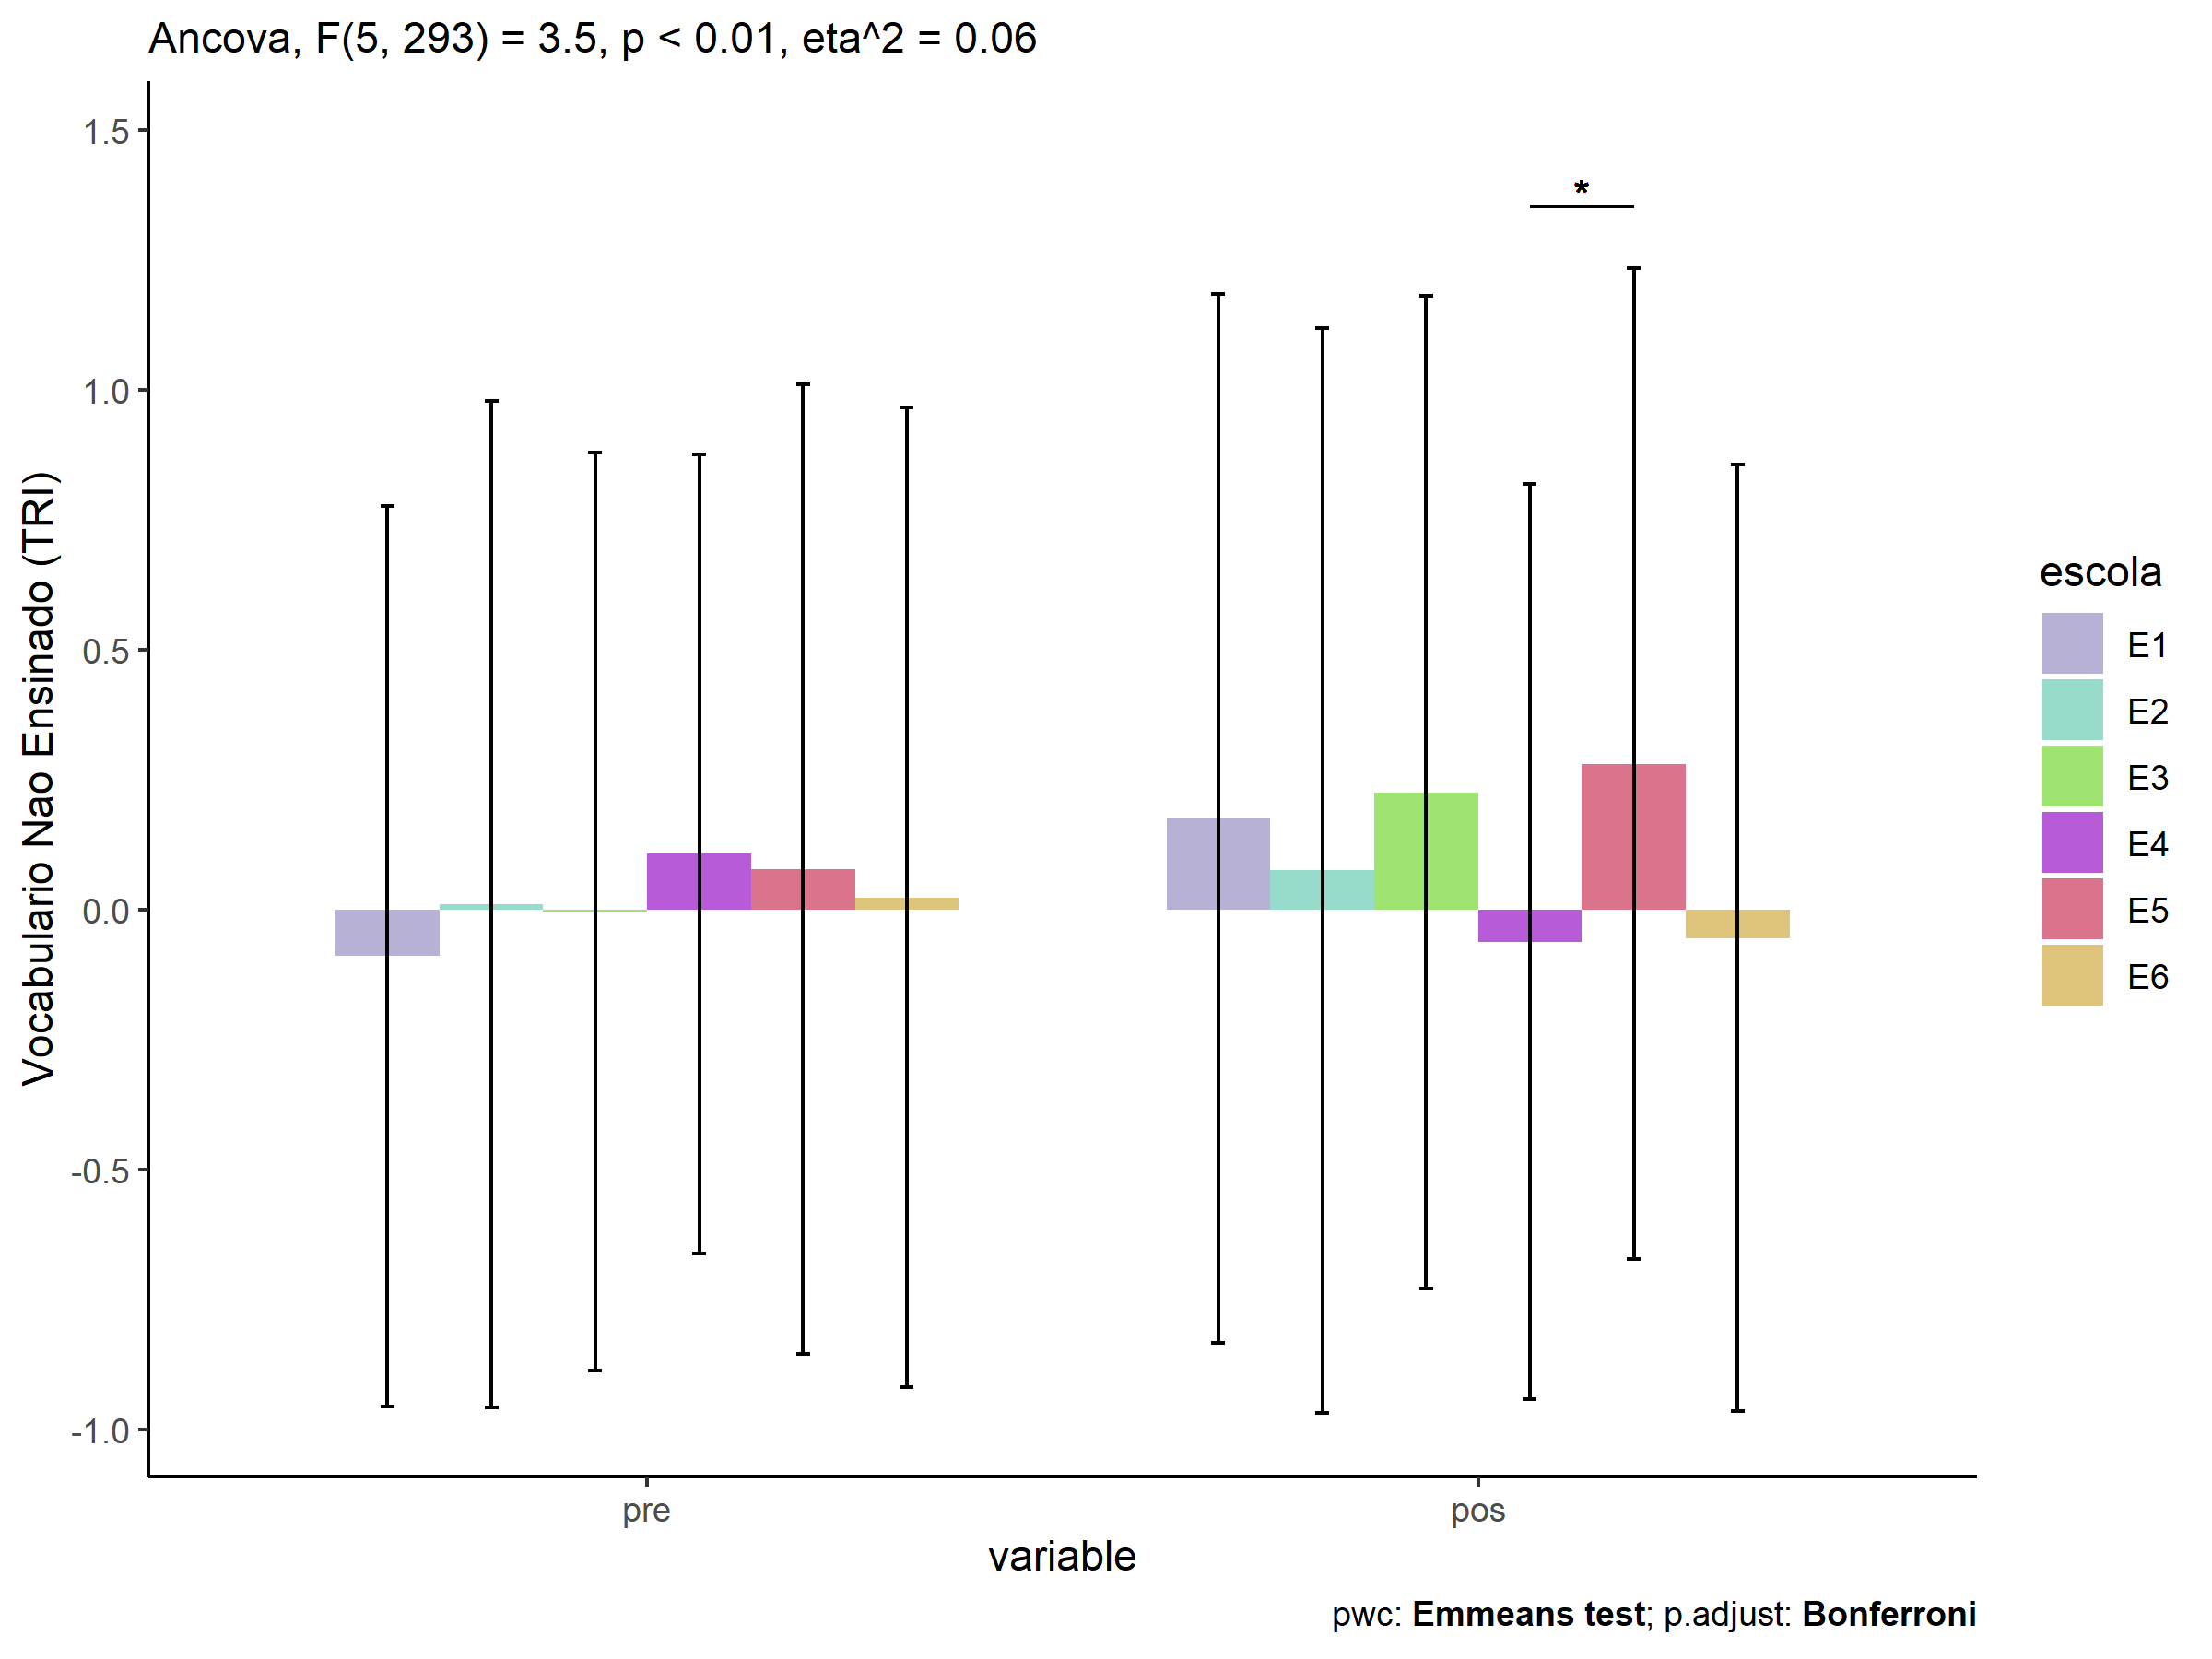 Ancova, F(5, 293) = 3.5, p < 0.01, eta^2 = 0.06
Vocabulario Nao Ensinado (TRI)
1.5
1.0
0.5
0.0
-0.5
-1.0
*
pre
pos
variable
escola
E1
E2
E3
E4
E5
E6
pwc: Emmeans test; p.adjust: Bonferroni